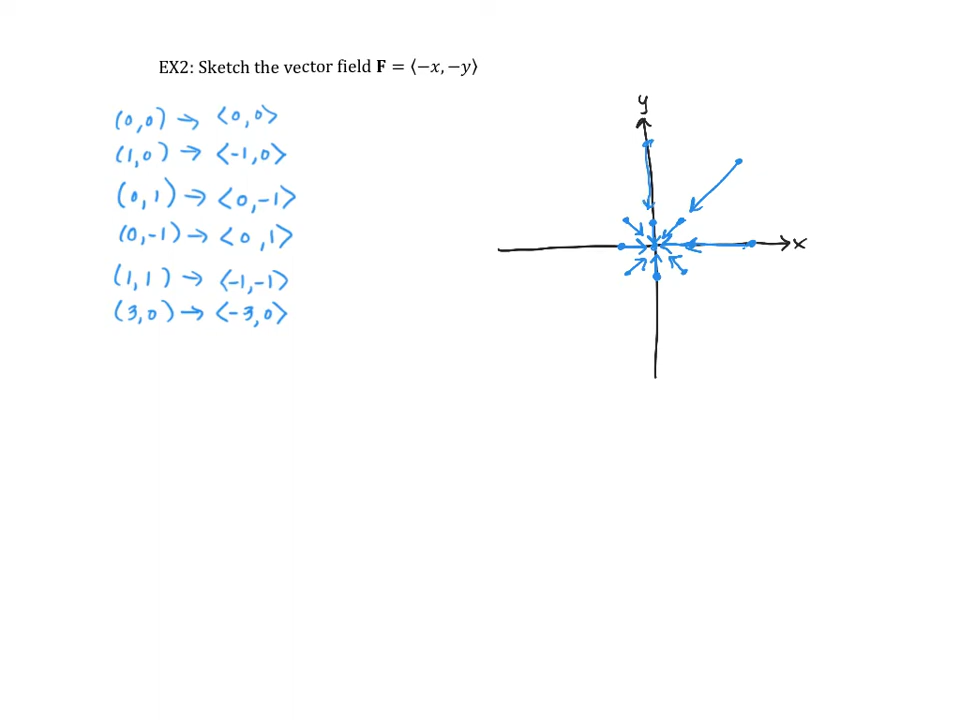 EX2: Sketch the vector field F = ⟨−x, −y⟩
(0,0) → <0,0>
(1,0) → <-1,0>
(0,1) → <0,-1>
(0,-1) → <0,1>
(1,1) → <-1,-1>
(3,0) → <-3,0>
y
x